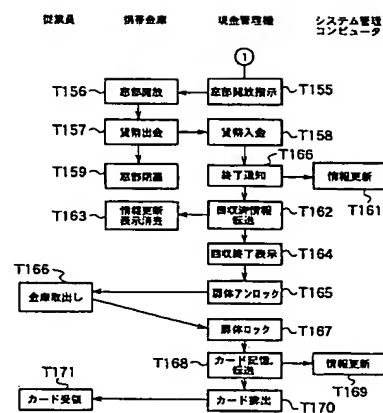 従業員 携帯金庫 現金管理機 システム管理
コンピュータ
1
T156 窓部開放 窓部開放指示 T155
T157 貨幣出金 貨幣入金 T158
T166
T159 窓部閉塞 終了通知 情報更新
T161
T163 情報更新
表示消去 回収済情報
転送 T162
回収終了表示 T164
T166
金庫取出し 扉体アンロック T165
扉体ロック T167
T168 カード記憶、
転送 情報更新
T169
T171
カード受領 カード排出 T170